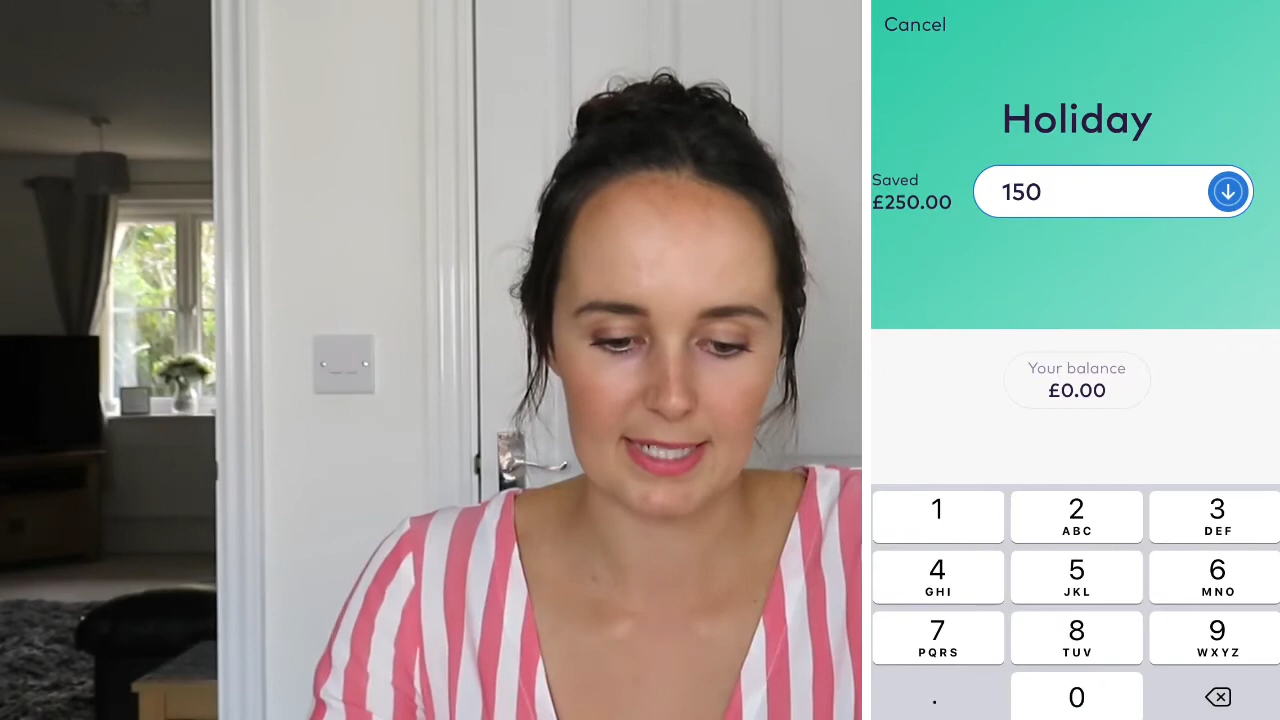 Cancel
Holiday
Saved
£250.00
150
Your balance
£0.00
1
2
ABC
3
DEF
4
GHI
5
JKL
6
MNO
7
PQRS
8
TUV
9
WXYZ
.
0